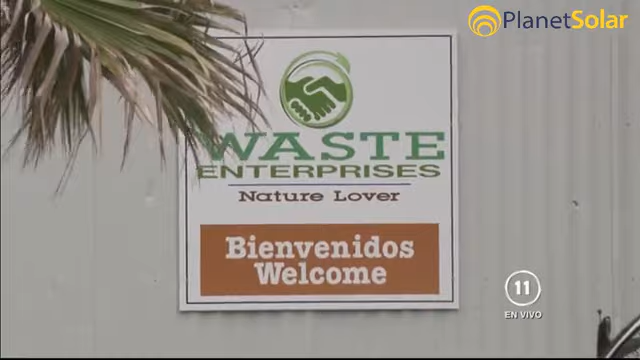 PlanetSolar
WASTE
ENTERPRISES
Nature Lover
Bienvenidos
Welcome
11
EN VIVO